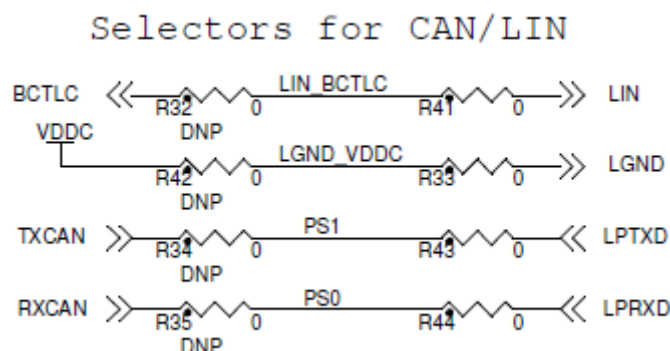 Selectors for CAN/LIN
BCTLC R32 0 DNP LIN_BCTLC R41 0 LIN
VDDC R42 0 DNP LGND_VDDC R33 0 LGND
TXCAN R34 0 DNP PS1 R43 0 LPTXD
RXCAN R35 0 DNP PS0 R44 0 LPRXD